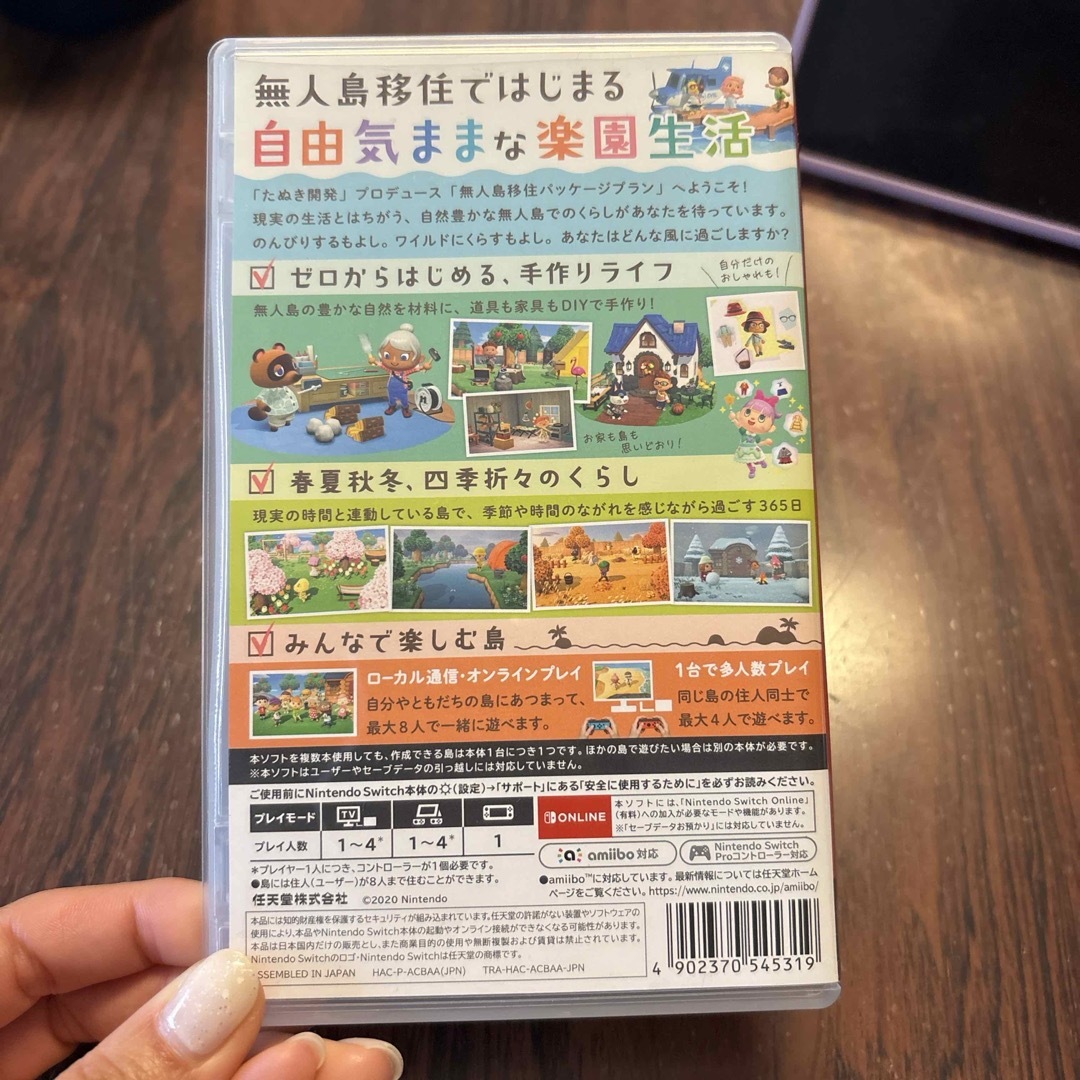 無人島移住ではじまる
自由気ままな楽園生活
「たぬき開発」プロデュース「無人島移住パッケージプラン」へようこそ!
現実の生活とはちがう、自然豊かな無人島でのくらしがあなたを待っています。
のんびりするもよし。ワイルドにくらすもよし。あなたはどんな風に過ごしますか?
ゼロからはじめる、手作りライフ
自分だけの
おしゃれも!
無人島の豊かな自然を材料に、道具も家具もDIYで手作り!
お家も島も
思いどおり!
春夏秋冬、四季折々のくらし
現実の時間と連動している島で、季節や時間のながれを感じながら過ごす365日
みんなで楽しむ島
ローカル通信・オンラインプレイ
自分やともだちの島にあつまって、
最大8人で一緒に遊べます。
1台で多人数プレイ
同じ島の住人同士で
最大4人で遊べます。
本ソフトを複数本使用しても、作成できる島は本体1台につき1つです。ほかの島で遊びたい場合は別の本体が必要です。
※本ソフトはユーザーやセーブデータの引っ越しには対応していません。
ご使用前にNintendo Switch本体の(設定)→「サポート」にある「安全に使用するために」を必ずお読みください。
プレイモード TV
プレイ人数 1~4* 1~4* 1
ONLINE
本ソフトには、「Nintendo Switch Online」
(有料)への加入が必要なモードや機能があります。
※「セーブデータお預かり」には対応していません。
amiibo 対応
Nintendo Switch
Proコントローラー対応
*プレイヤー1人につき、コントローラーが1個必要です。
●島には住人(ユーザー)が8人まで住むことができます。
●amiibo™に対応しています。最新情報については任天堂ホーム
ページをご覧ください。https://www.nintendo.co.jp/amiibo/
任天堂株式会社 ©2020 Nintendo
本品には知的財産権を保護するセキュリティが組み込まれています。任天堂の許諾がない装置やソフトウェアの
使用により、本品やNintendo Switch本体の起動やオンライン接続ができなくなる可能性があります。
本品は日本国内だけの販売とし、また商業目的の使用や無断複製および賃貸は禁止されています。
Nintendo Switchのロゴ・Nintendo Switchは任天堂の商標です。
SSEMBLED IN JAPAN HAC-P-ACBAA(JPN) TRA-HAC-ACBAA-JPN
4 902370 545319